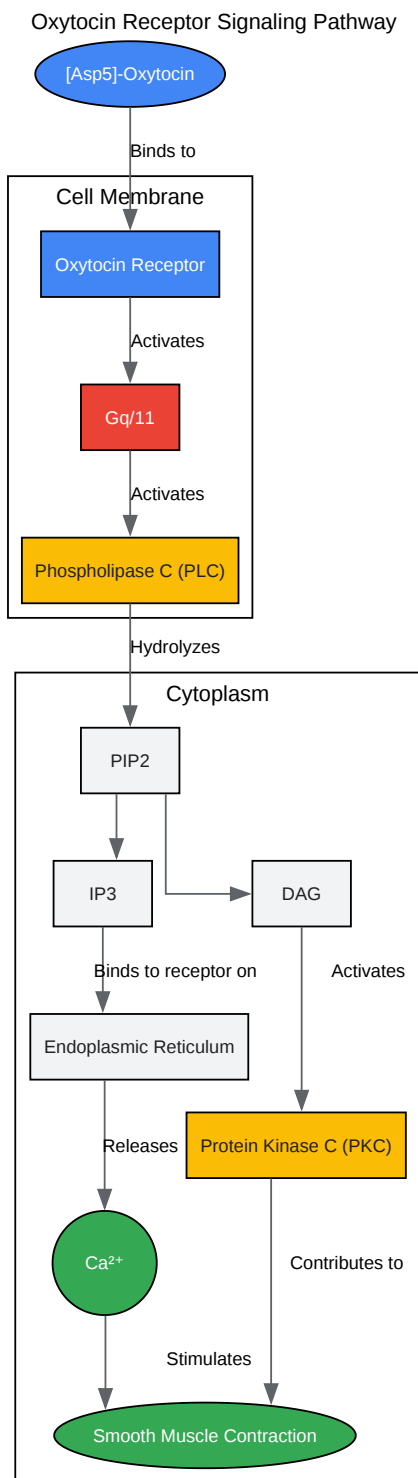 Oxytocin Receptor Signaling Pathway
[Asp5]-Oxytocin
Binds to
Cell Membrane
Oxytocin Receptor
Activates
Gq/11
Activates
Phospholipase C (PLC)
Hydrolyzes
Cytoplasm
PIP2
IP3
DAG
Binds to receptor on
Activates
Endoplasmic Reticulum
Releases
Protein Kinase C (PKC)
Ca²⁺
Contributes to
Stimulates
Smooth Muscle Contraction